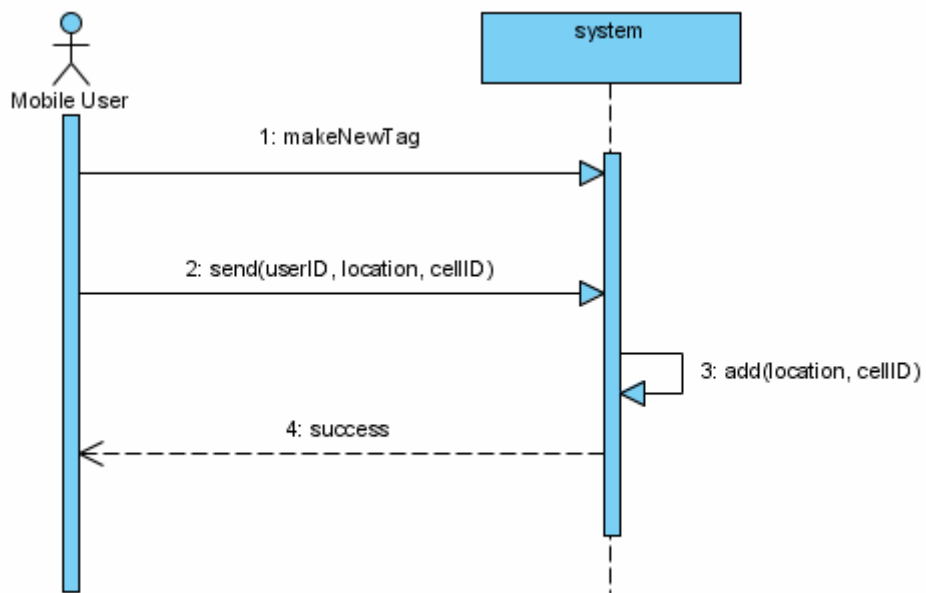 system
Mobile User
1: makeNewTag
2: send(userID, location, cellID)
3: add(location, cellID)
4: success